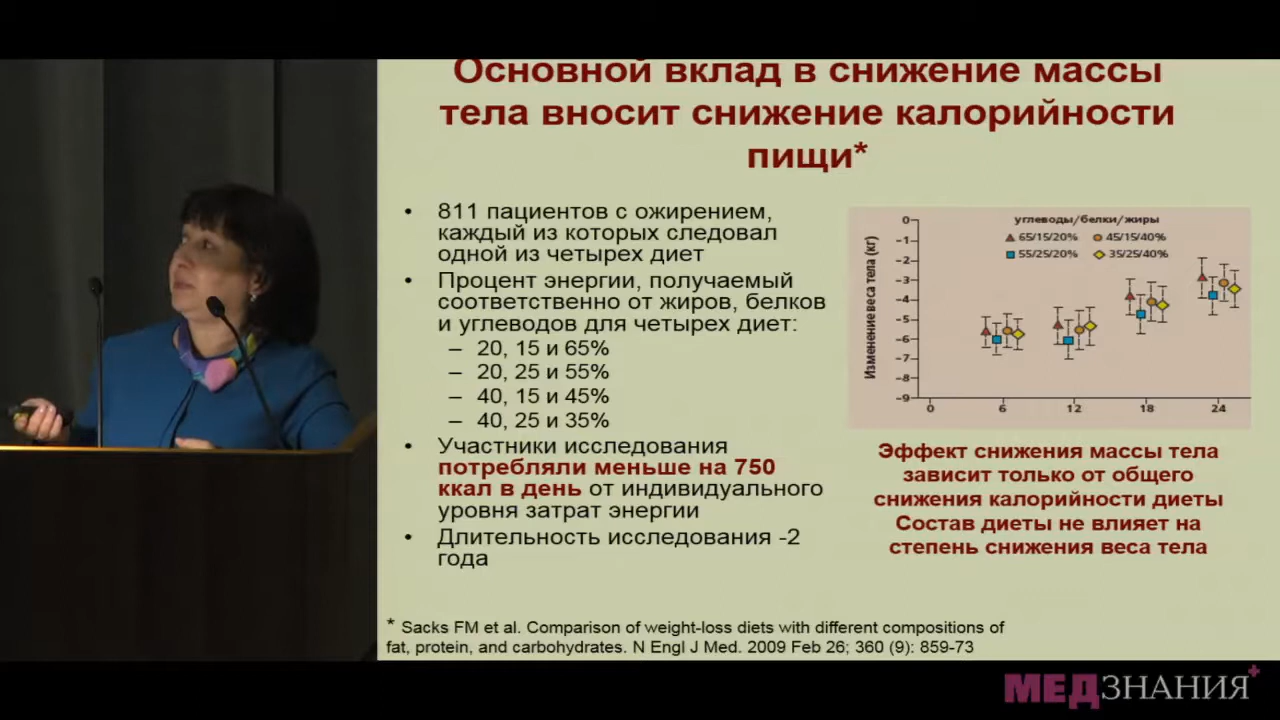 Основной вклад в снижение массы
тела вносит снижение калорийности
пищи*
• 811 пациентов с ожирением,
каждый из которых следовал
одной из четырех диет
• Процент энергии, получаемый
соответственно от жиров, белков
и углеводов для четырех диет:
– 20, 15 и 65%
– 20, 25 и 55%
– 40, 15 и 45%
– 40, 25 и 35%
• Участники исследования
потребляли меньше на 750
ккал в день от индивидуального
уровня затрат энергии
• Длительность исследования -2
года
углеводы/белки/жиры
65/15/20% 45/15/40%
55/25/20% 35/25/40%
Изменение веса тела (кг)
0
-1
-2
-3
-4
-5
-6
-7
-8
-9
0 6 12 18 24
Эффект снижения массы тела
зависит только от общего
снижения калорийности диеты
Состав диеты не влияет на
степень снижения веса тела
* Sacks FM et al. Comparison of weight-loss diets with different compositions of
fat, protein, and carbohydrates. N Engl J Med. 2009 Feb 26; 360 (9): 859-73
МЕДЗНАНИЯ+